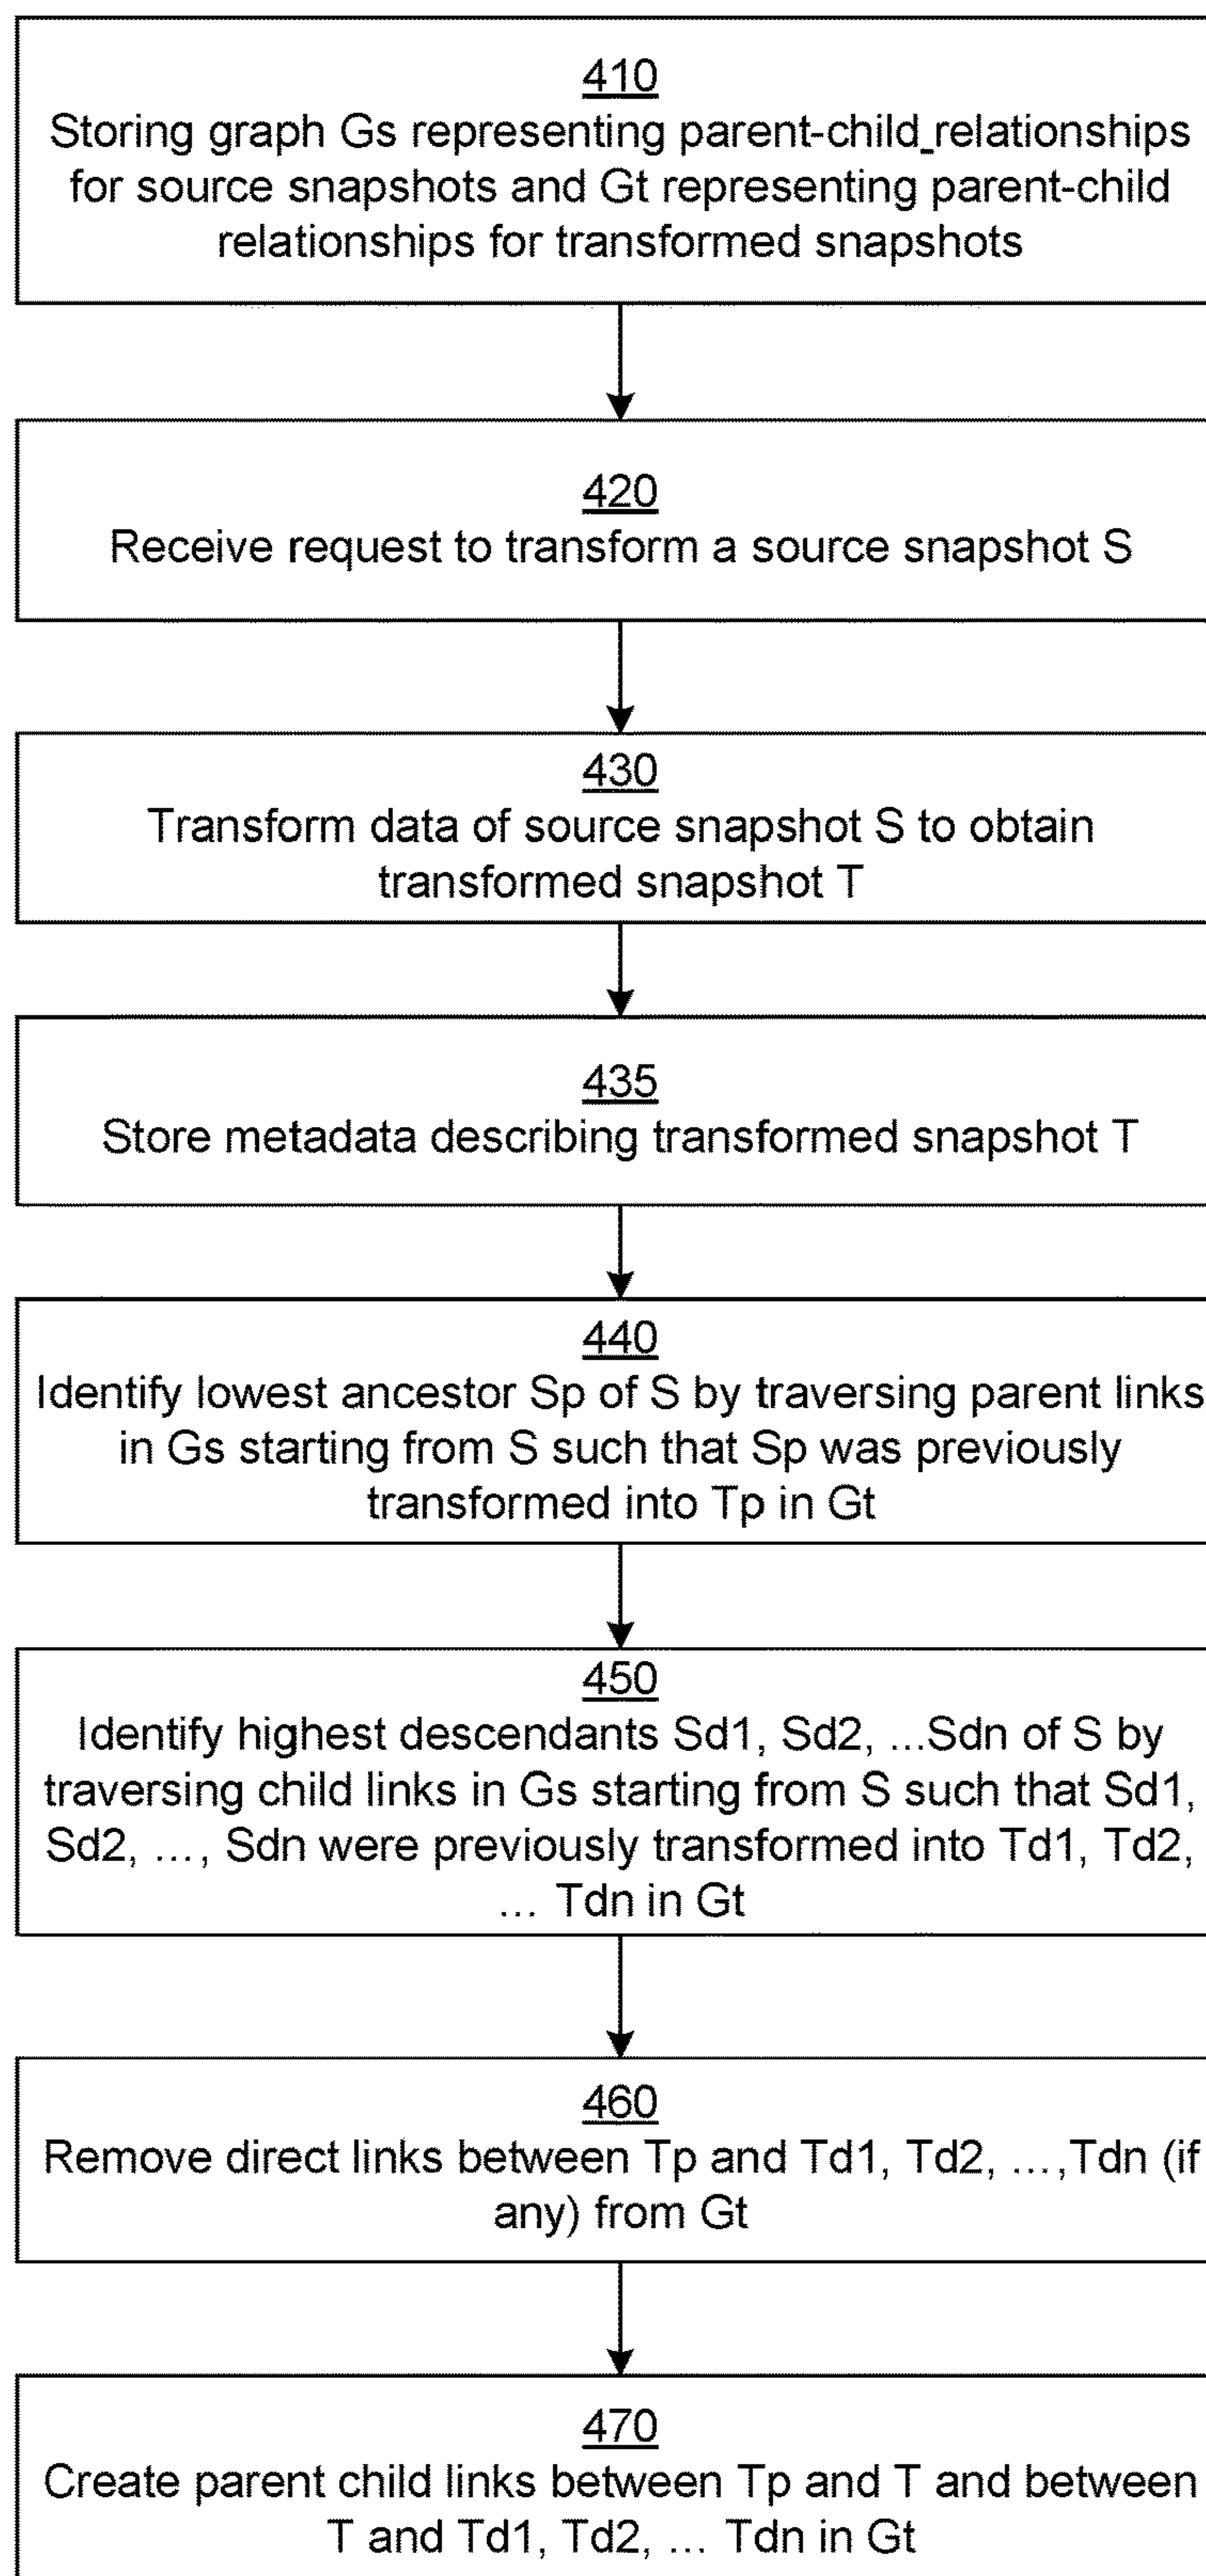 410
Storing graph Gs representing parent-child_relationships
for source snapshots and Gt representing parent-child
relationships for transformed snapshots
420
Receive request to transform a source snapshot S
430
Transform data of source snapshot S to obtain
transformed snapshot T
435
Store metadata describing transformed snapshot T
440
Identify lowest ancestor Sp of S by traversing parent links
in Gs starting from S such that Sp was previously
transformed into Tp in Gt
450
Identify highest descendants Sd1, Sd2, ...Sdn of S by
traversing child links in Gs starting from S such that Sd1,
Sd2, ..., Sdn were previously transformed into Td1, Td2,
... Tdn in Gt
460
Remove direct links between Tp and Td1, Td2, ...,Tdn (if
any) from Gt
470
Create parent child links between Tp and T and between
T and Td1, Td2, ... Tdn in Gt